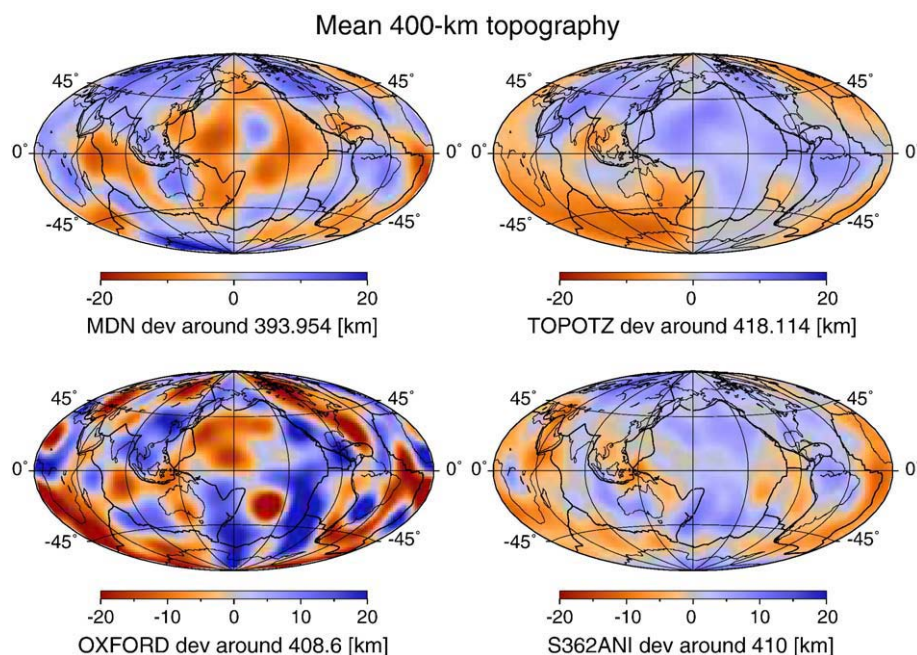 Mean 400-km topography
45˚ 45˚ 45˚ 45˚
0˚ 0˚ 0˚ 0˚
-45˚ -45˚ -45˚ -45˚
-20 0 20 -20 0 20
MDN dev around 393.954 [km] TOPOTZ dev around 418.114 [km]
45˚ 45˚ 45˚ 45˚
0˚ 0˚ 0˚ 0˚
-45˚ -45˚ -45˚ -45˚
-20 -10 0 10 20 -20 -10 0 10 20
OXFORD dev around 408.6 [km] S362ANI dev around 410 [km]